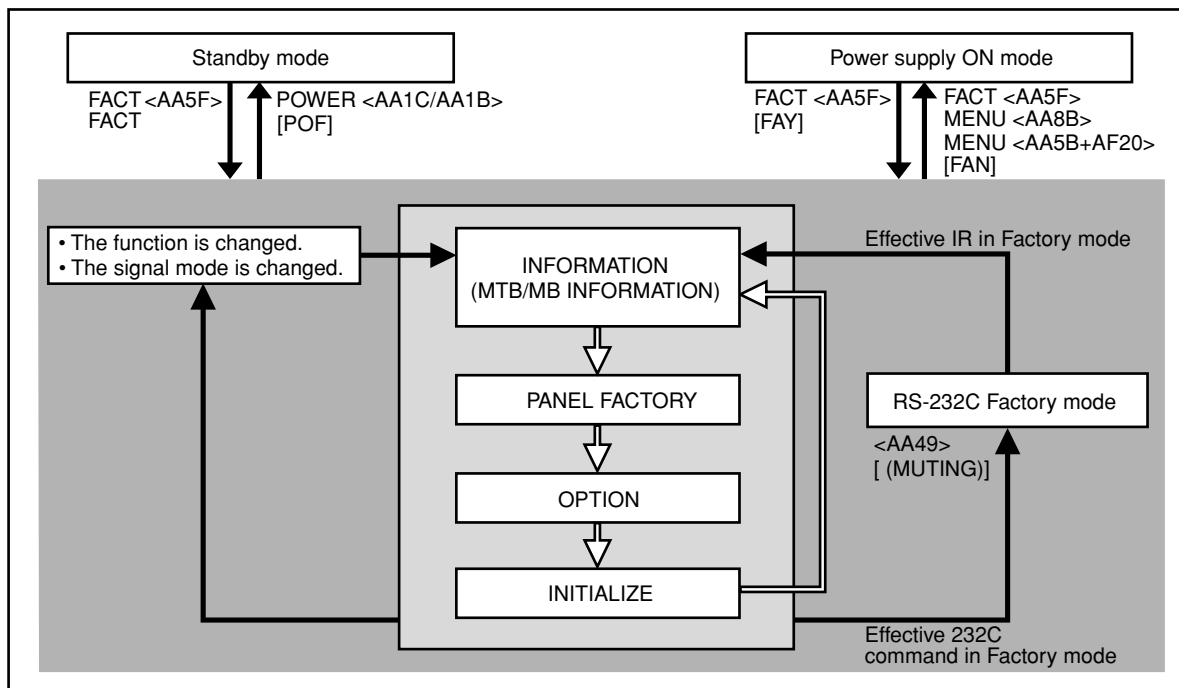 Standby mode
Power supply ON mode
FACT <AA5F>
FACT
POWER <AA1C/AA1B>
[POF]
FACT <AA5F>
[FAY]
FACT <AA5F>
MENU <AA8B>
MENU <AA5B+AF20>
[FAN]
• The function is changed.
• The signal mode is changed.
INFORMATION
(MTB/MB INFORMATION)
Effective IR in Factory mode
PANEL FACTORY
RS-232C Factory mode
<AA49>
[ (MUTING)]
OPTION
INITIALIZE
Effective 232C
command in Factory mode